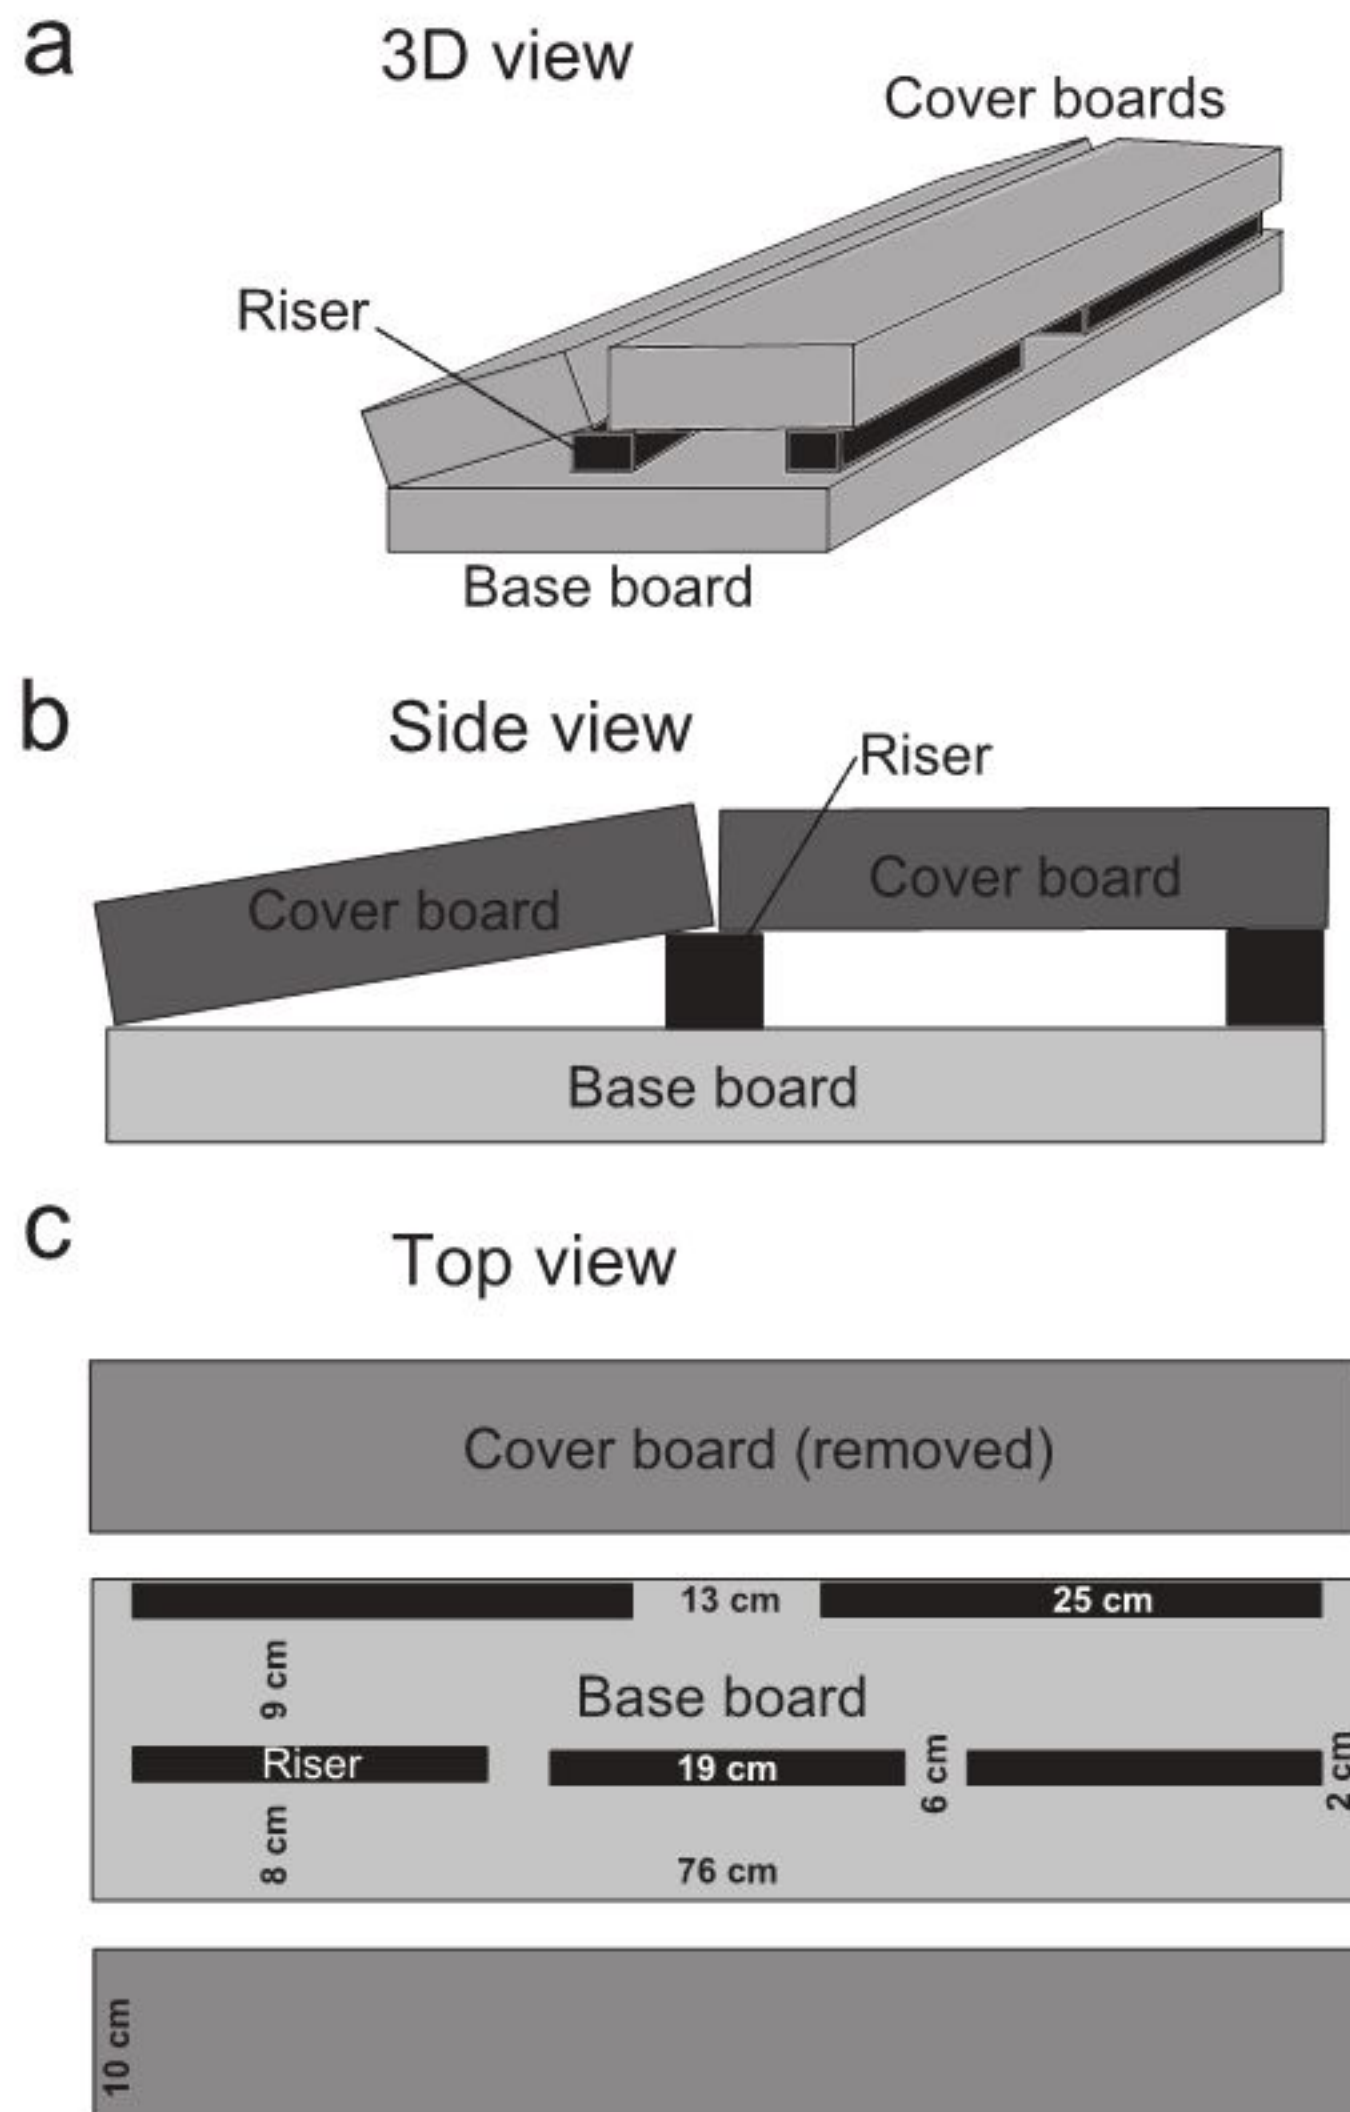 a
3D view
Cover boards
Riser
Base board
b
Side view
Riser
Cover board
Cover board
Base board
c
Top view
Cover board (removed)
13 cm
25 cm
9 cm
Base board
Riser
19 cm
6 cm
2 cm
8 cm
76 cm
10 cm